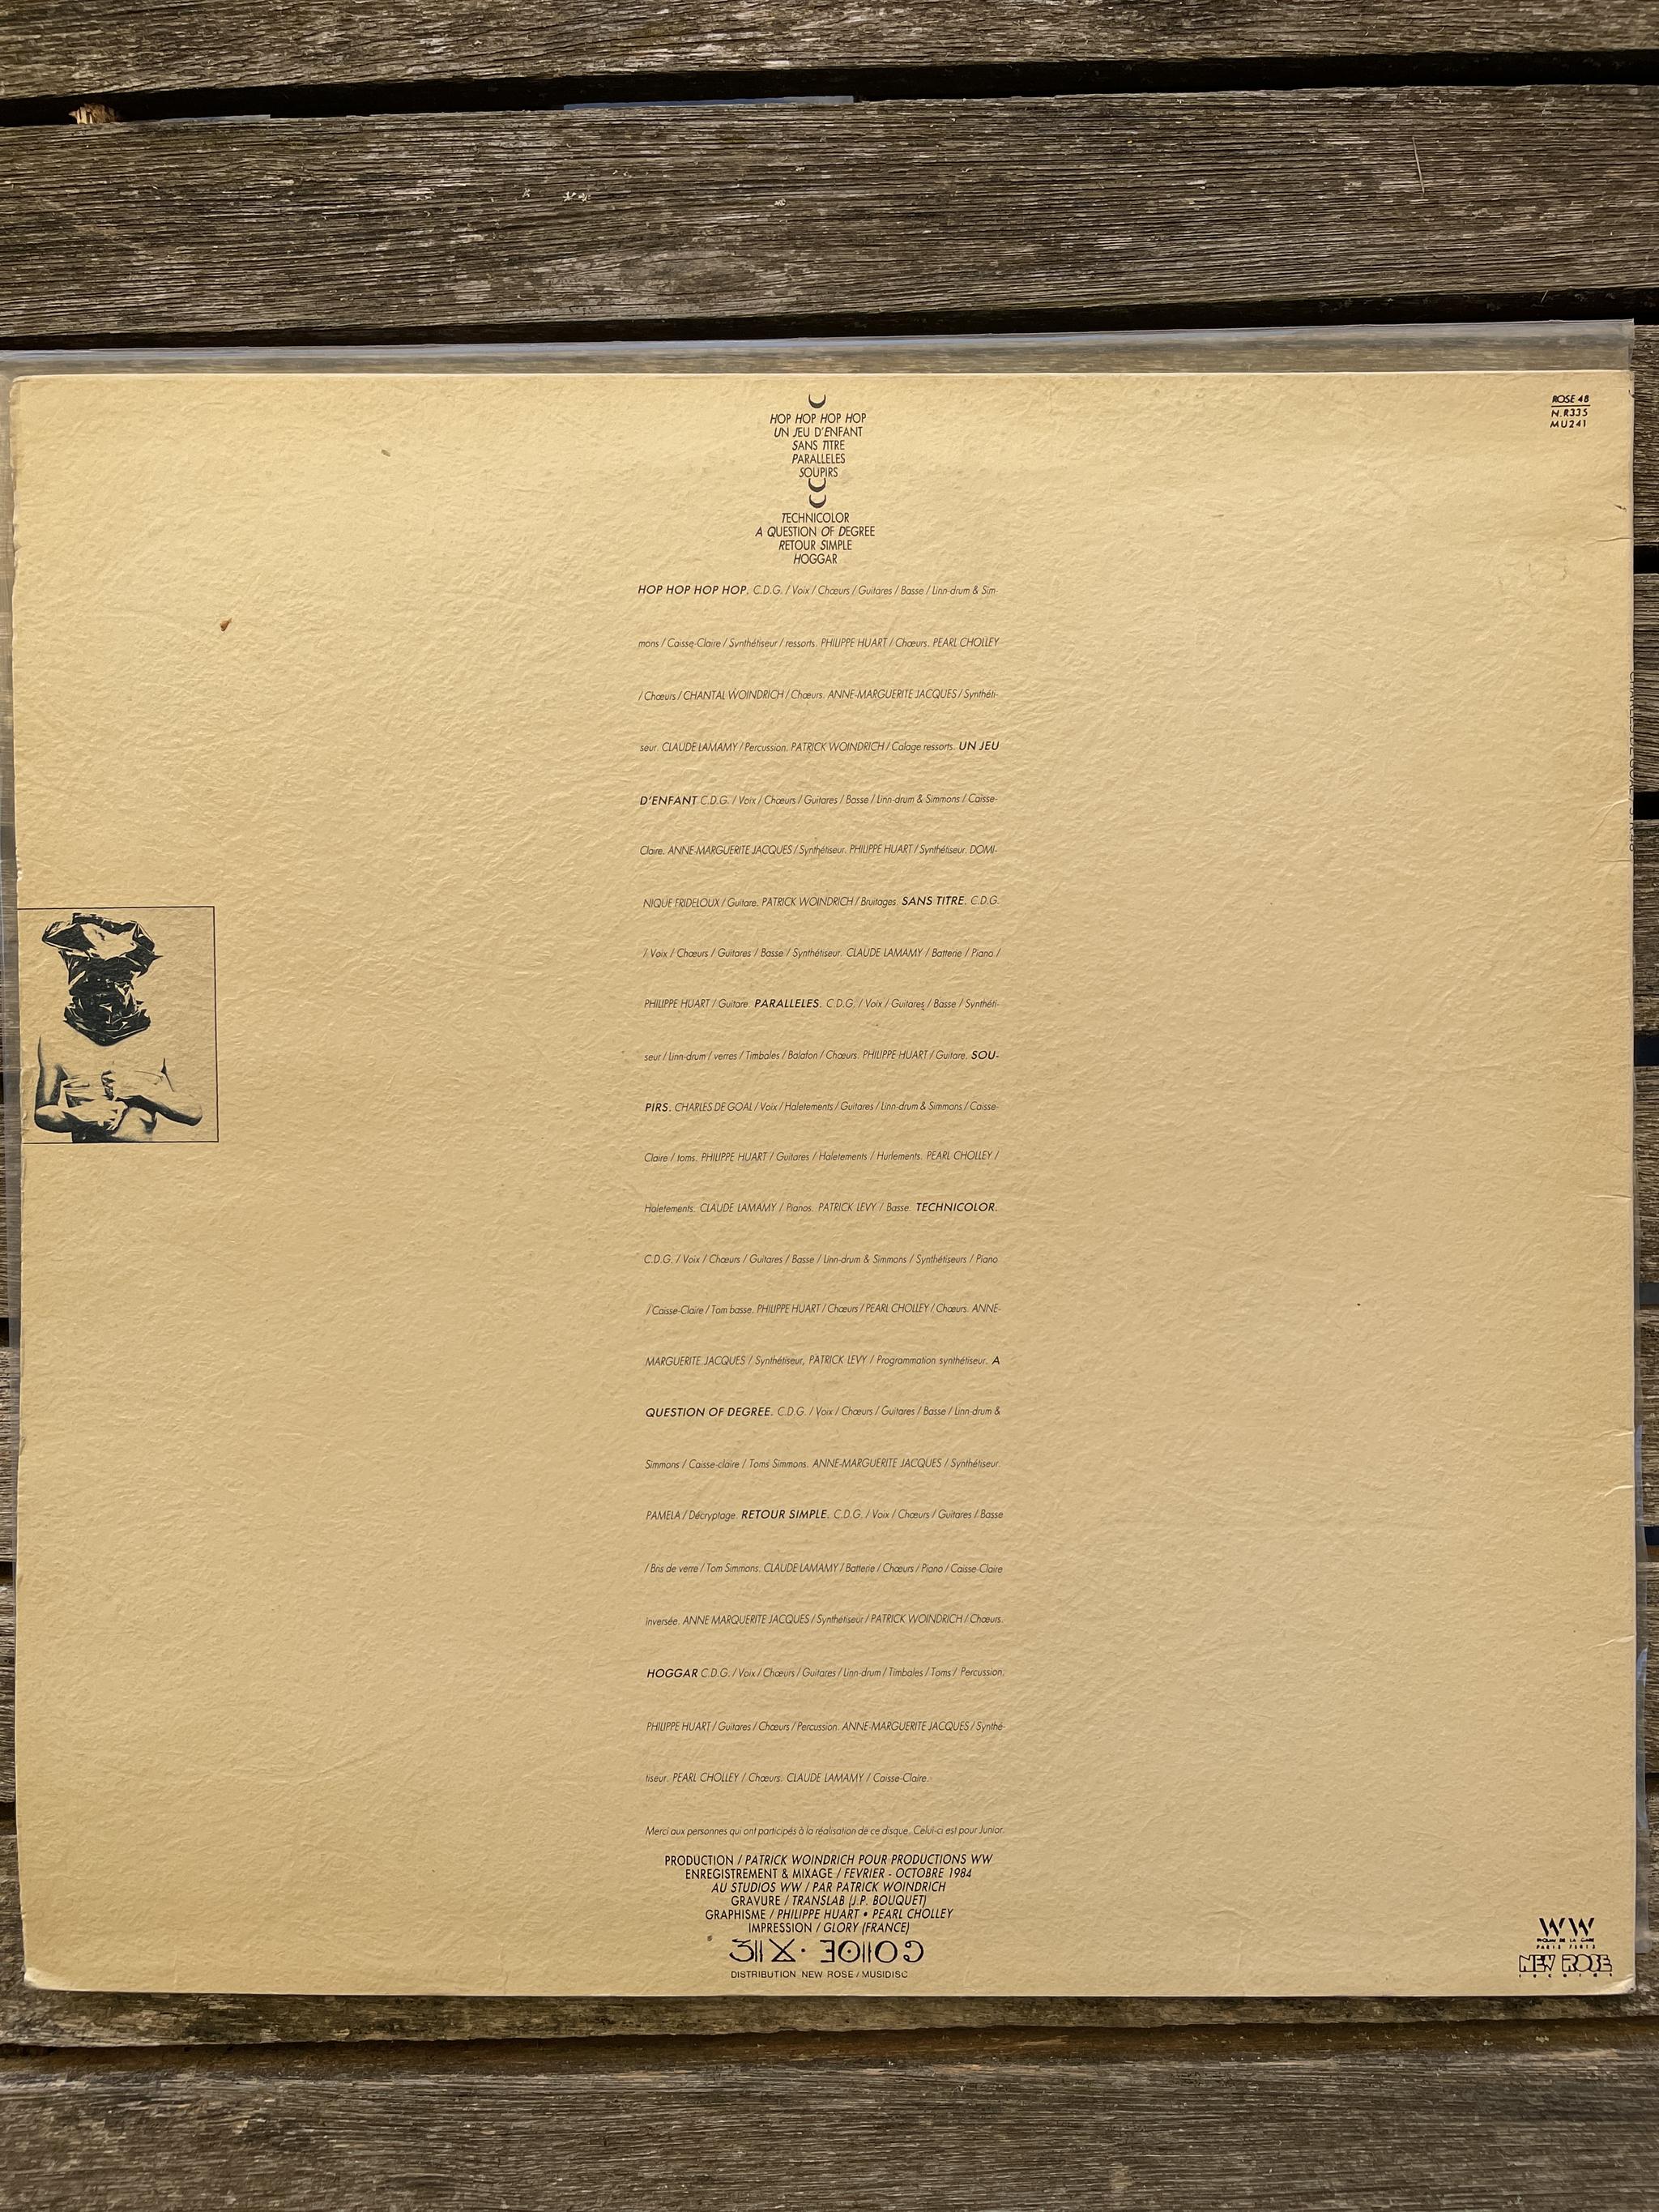 ROSE 48
N.R335
MU241
HOP HOP HOP HOP
UN JEU D'ENFANT
SANS TITRE
PARALLELES
SOUPIRS
TECHNICOLOR
A QUESTION OF DEGREE
RETOUR SIMPLE
HOGGAR
HOP HOP HOP HOP. C.D.G. / Voix / Chœurs / Guitares / Basse / Linn-drum & Sim-
mons / Caisse-Claire / Synthétiseur / ressorts. PHILIPPE HUART / Chœurs. PEARL CHOLLEY
/ Chœurs / CHANTAL WOINDRICH / Chœurs. ANNE-MARGUERITE JACQUES / Synthéti-
seur. CLAUDE LAMAMY / Percussion. PATRICK WOINDRICH / Calage ressorts. UN JEU
D'ENFANT C.D.G. / Voix / Chœurs / Guitares / Basse / Linn-drum & Simmons / Caisse-
Claire. ANNE-MARGUERITE JACQUES / Synthétiseur. PHILIPPE HUART / Synthétiseur. DOMI-
NIQUE FRIDELOUX / Guitare. PATRICK WOINDRICH / Bruitages. SANS TITRE. C.D.G.
/ Voix / Chœurs / Guitares / Basse / Synthétiseur. CLAUDE LAMAMY / Batterie / Piano /
PHILIPPE HUART / Guitare. PARALLELES. C.D.G. / Voix / Guitares / Basse / Synthéti-
seur / Linn-drum / verres / Timbales / Balafon / Chœurs. PHILIPPE HUART / Guitare. SOU-
PIRS. CHARLES DE GOAL / Voix / Haletements / Guitares / Linn-drum & Simmons / Caisse-
Claire / toms. PHILIPPE HUART / Guitares / Haletements / Hurlements. PEARL CHOLLEY /
Haletements. CLAUDE LAMAMY / Pianos. PATRICK LEVY / Basse. TECHNICOLOR.
C.D.G. / Voix / Chœurs / Guitares / Basse / Linn-drum & Simmons / Synthétiseurs / Piano
/ Caisse-Claire / Tom basse. PHILIPPE HUART / Chœurs / PEARL CHOLLEY / Chœurs. ANNE-
MARGUERITE JACQUES / Synthétiseur, PATRICK LEVY / Programmation synthétiseur. A
QUESTION OF DEGREE. C.D.G. / Voix / Chœurs / Guitares / Basse / Linn-drum &
Simmons / Caisse-claire / Toms Simmons. ANNE-MARGUERITE JACQUES / Synthétiseur.
PAMELA / Décryptage. RETOUR SIMPLE. C.D.G. / Voix / Chœurs / Guitares / Basse
/ Bris de verre / Tom Simmons. CLAUDE LAMAMY / Batterie / Chœurs / Piano / Caisse-Claire
inversée. ANNE MARQUERITE JACQUES / Synthétiseur / PATRICK WOINDRICH / Chœurs.
HOGGAR C.D.G. / Voix / Chœurs / Guitares / Linn-drum / Timbales / Toms / Percussion,
PHILIPPE HUART / Guitares / Chœurs / Percussion. ANNE-MARGUERITE JACQUES / Synthé-
tiseur. PEARL CHOLLEY / Chœurs. CLAUDE LAMAMY / Caisse-Claire.
Merci aux personnes qui ont participés à la réalisation de ce disque. Celui-ci est pour Junior.
PRODUCTION / PATRICK WOINDRICH POUR PRODUCTIONS WW
ENREGISTREMENT & MIXAGE / FEVRIER - OCTOBRE 1984
AU STUDIOS WW / PAR PATRICK WOINDRICH
GRAVURE / TRANSLAB (J.P. BOUQUET)
GRAPHISME / PHILIPPE HUART • PEARL CHOLLEY
IMPRESSION / GLORY (FRANCE)
DISTRIBUTION NEW ROSE / MUSIDISC
WW
PARIS 75013
NEW ROSE
records